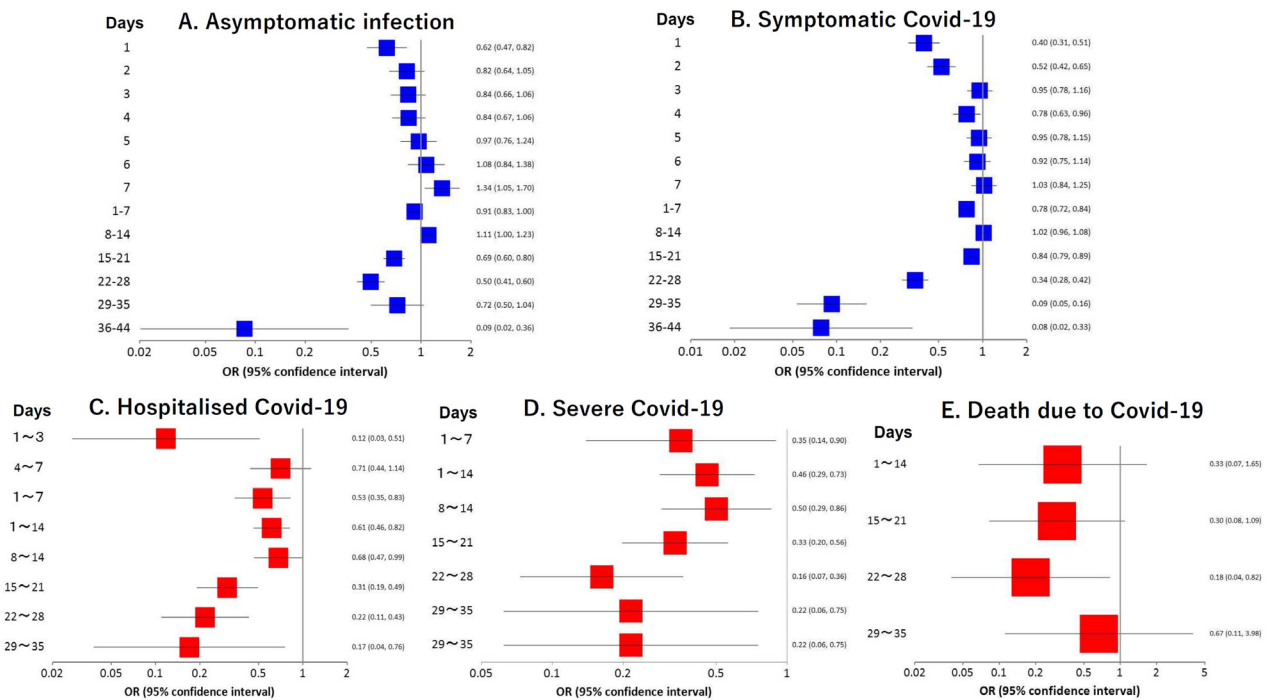 Days A. Asymptomatic infection
1 0.62 (0.47, 0.82)
2 0.82 (0.64, 1.05)
3 0.84 (0.66, 1.06)
4 0.84 (0.67, 1.06)
5 0.97 (0.76, 1.24)
6 1.08 (0.84, 1.38)
7 1.34 (1.05, 1.70)
1-7 0.91 (0.83, 1.00)
8-14 1.11 (1.00, 1.23)
15-21 0.69 (0.60, 0.80)
22-28 0.50 (0.41, 0.60)
29-35 0.72 (0.50, 1.04)
36-44 0.09 (0.02, 0.36)
0.02 0.05 0.1 0.2 0.5 1 2
OR (95% confidence interval)
Days B. Symptomatic Covid-19
1 0.40 (0.31, 0.51)
2 0.52 (0.42, 0.65)
3 0.95 (0.78, 1.16)
4 0.78 (0.63, 0.96)
5 0.95 (0.78, 1.15)
6 0.92 (0.75, 1.14)
7 1.03 (0.84, 1.25)
1-7 0.78 (0.72, 0.84)
8-14 1.02 (0.96, 1.08)
15-21 0.84 (0.79, 0.89)
22-28 0.34 (0.28, 0.42)
29-35 0.09 (0.05, 0.16)
36-44 0.08 (0.02, 0.33)
0.01 0.02 0.05 0.1 0.2 0.5 1 2
OR (95% confidence interval)
Days C. Hospitalised Covid-19
1～3 0.12 (0.03, 0.51)
4～7 0.71 (0.44, 1.14)
1～7 0.53 (0.35, 0.83)
1～14 0.61 (0.46, 0.82)
8～14 0.68 (0.47, 0.99)
15～21 0.31 (0.19, 0.49)
22～28 0.22 (0.11, 0.43)
29～35 0.17 (0.04, 0.76)
0.02 0.05 0.1 0.2 0.5 1 2
OR (95% confidence interval)
Days D. Severe Covid-19
1～7 0.35 (0.14, 0.90)
1～14 0.46 (0.29, 0.73)
8～14 0.50 (0.29, 0.86)
15～21 0.33 (0.20, 0.56)
22～28 0.16 (0.07, 0.36)
29～35 0.22 (0.06, 0.75)
29～35 0.22 (0.06, 0.75)
0.05 0.1 0.2 0.5 1
OR (95% confidence interval)
Days E. Death due to Covid-19
1～14 0.33 (0.07, 1.65)
15～21 0.30 (0.08, 1.09)
22～28 0.18 (0.04, 0.82)
29～35 0.67 (0.11, 3.98)
0.02 0.05 0.1 0.2 0.5 1 2 5
OR (95% confidence interval)